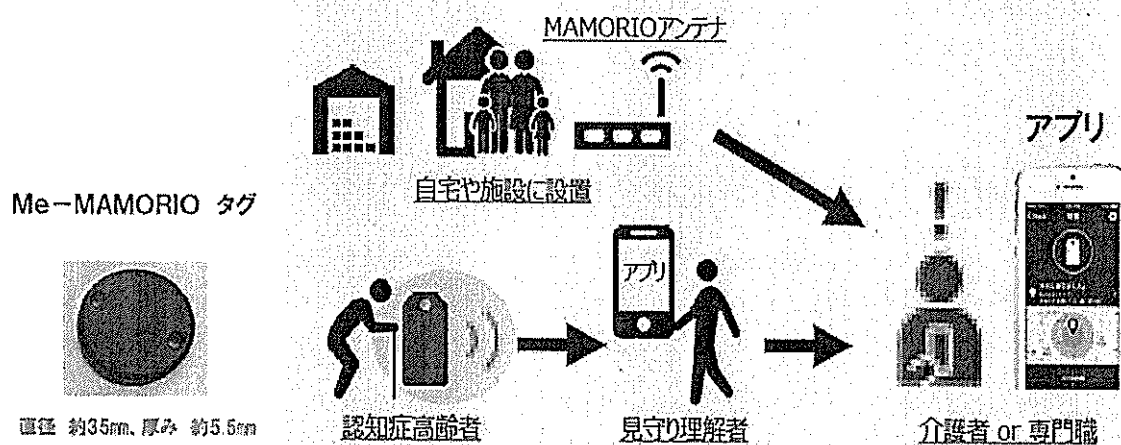 MAMORIOアンテナ
自宅や施設に設置
アプリ
Me－MAMORIO タグ
直径 約35mm、厚み 約5.5mm
アプリ
認知症高齢者
見守り理解者
介護者 or 専門職